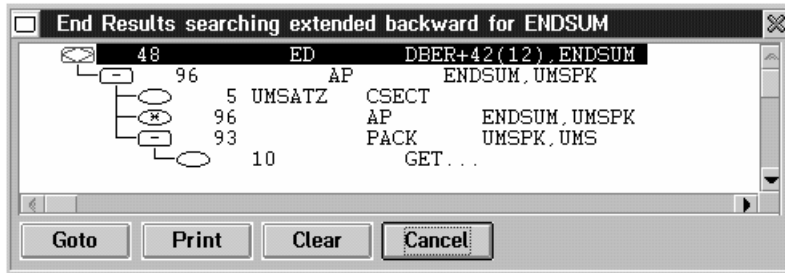 End Results searching extended backward for ENDSUM
48 ED DBER+42(12),ENDSUM
96 AP ENDSUM,UMSPK
5 UMSATZ CSECT
96 AP ENDSUM,UMSPK
93 PACK UMSPK,UMS
10 GET...
Goto Print Clear Cancel